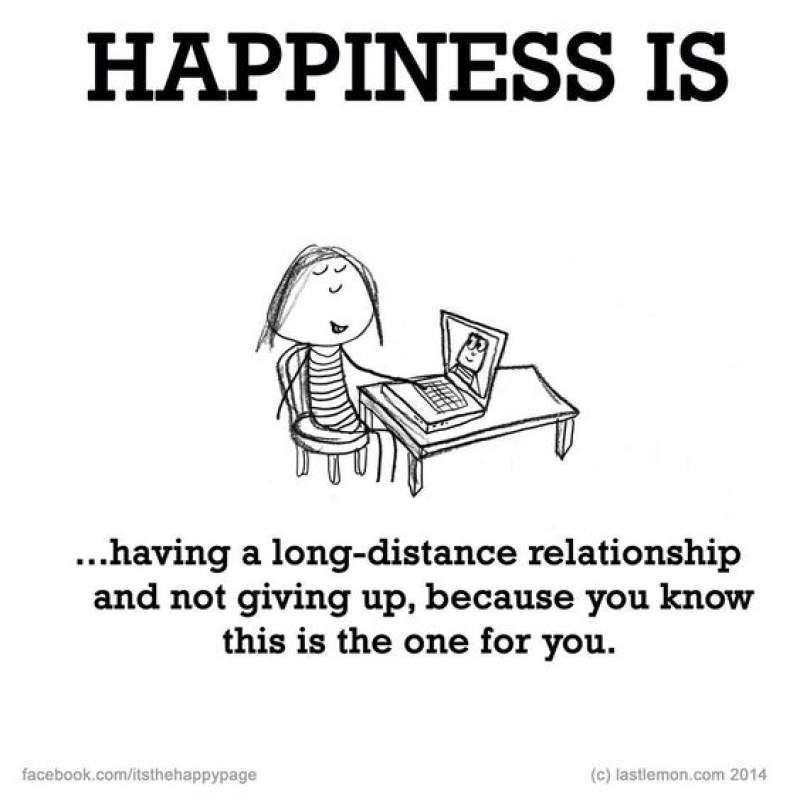 HAPPINESS IS
...having a long-distance relationship
and not giving up, because you know
this is the one for you.
facebook.com/itsthehappypage
(c) lastlemon.com 2014